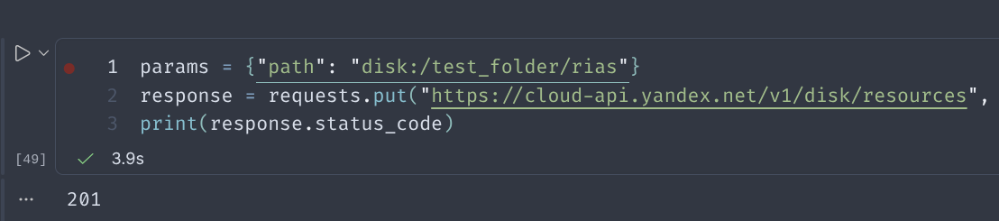 1 params = {"path": "disk:/test_folder/rias"}
2 response = requests.put("https://cloud-api.yandex.net/v1/disk/resources",
3 print(response.status_code)
[49] 3.9s
... 201